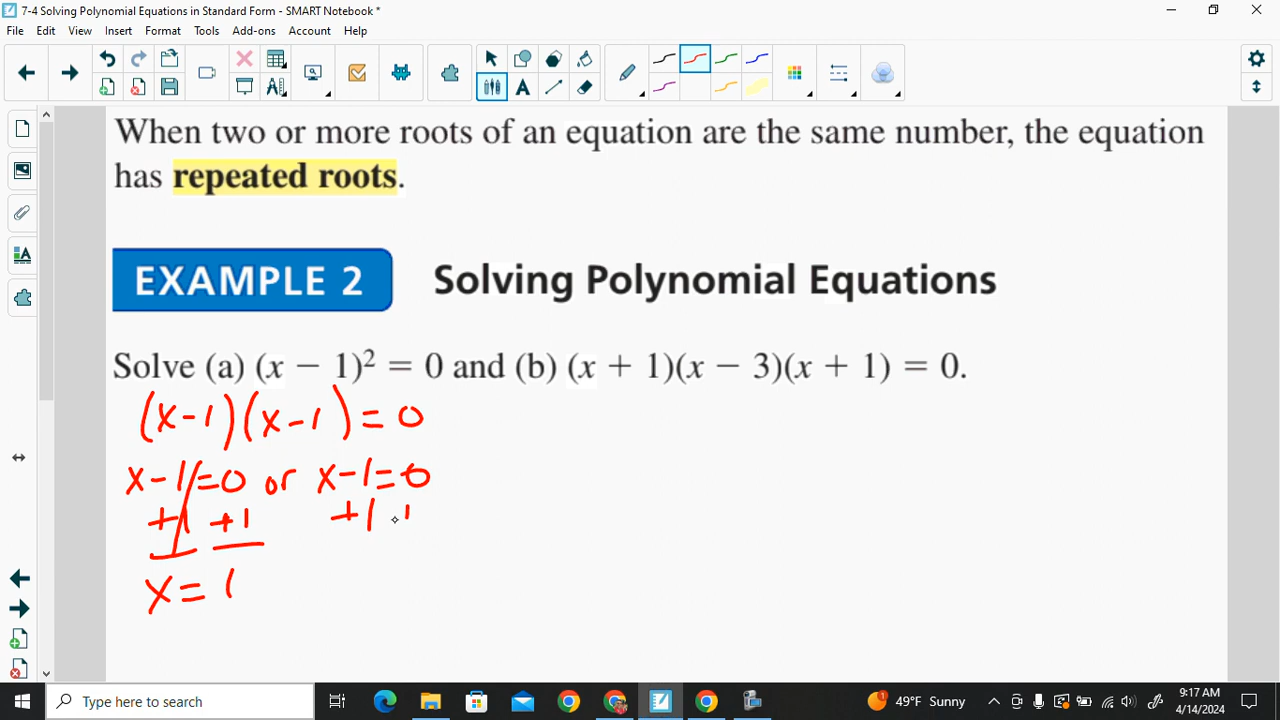 7-4 Solving Polynomial Equations in Standard Form - SMART Notebook *
File Edit View Insert Format Tools Add-ons Account Help
When two or more roots of an equation are the same number, the equation
has repeated roots.
EXAMPLE 2 Solving Polynomial Equations
Solve (a) (x − 1)² = 0 and (b) (x + 1)(x − 3)(x + 1) = 0.
(x-1)(x-1) = 0
x-1=0 or x-1=0
+1 +1 +1
x = 1
Type here to search
49°F Sunny
9:17 AM
4/14/2024